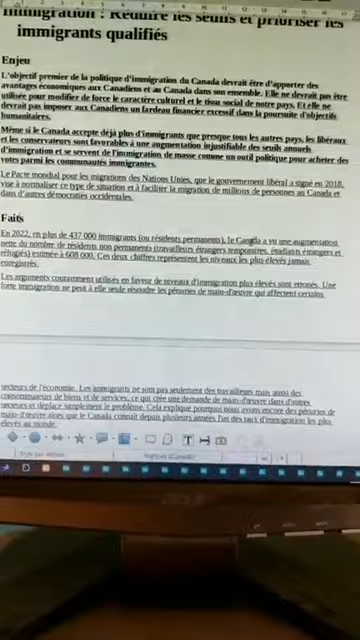 Immigration : Réduire les seuils et prioriser les
immigrants qualifiés
Enjeu
L'objectif premier de la politique d'immigration du Canada devrait être d'apporter des
avantages économiques aux Canadiens et au Canada dans son ensemble. Elle ne devrait pas être
utilisée pour modifier de force le caractère culturel et le tissu social de notre pays. Et elle ne
devrait pas imposer aux Canadiens un fardeau financier excessif dans la poursuite d'objectifs
humanitaires.
Même si le Canada accepte déjà plus d'immigrants que presque tous les autres pays, les libéraux
et les conservateurs sont favorables à une augmentation injustifiable des seuils annuels
d'immigration et se servent de l'immigration de masse comme un outil politique pour acheter des
votes parmi les communautés immigrantes.
Le Pacte mondial pour les migrations des Nations Unies, que le gouvernement libéral a signé en 2018,
vise à normaliser ce type de situation et à faciliter la migration de millions de personnes au Canada et
dans d'autres démocraties occidentales.
Faits
En 2022, en plus de 437 000 immigrants (ou résidents permanents), le Canada a vu une augmentation
nette du nombre de résidents non permanents (travailleurs étrangers temporaires, étudiants étrangers et
réfugiés) estimée à 608 000. Ces deux chiffres représentent les niveaux les plus élevés jamais
enregistrés.
Les arguments couramment utilisés en faveur de niveaux d'immigration plus élevés sont erronés. Une
forte immigration ne peut à elle seule résoudre les pénuries de main-d'œuvre qui affectent certains
secteurs de l'économie. Les immigrants ne sont pas seulement des travailleurs mais aussi des
consommateurs de biens et de services, ce qui crée une demande de main-d'œuvre dans d'autres
secteurs et déplace simplement le problème. Cela explique pourquoi nous avons encore des pénuries de
main-d'œuvre alors que le Canada connaît depuis plusieurs années l'un des taux d'immigration les plus
élevés au monde.
Français (Canada)